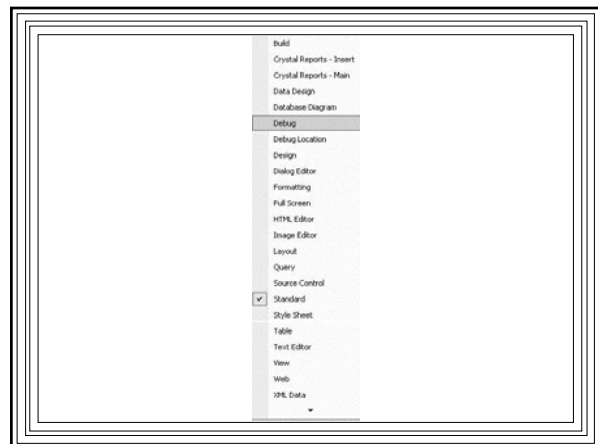 Build
Crystal Reports - Insert
Crystal Reports - Main
Data Design
Database Diagram
Debug
Debug Location
Design
Dialog Editor
Formatting
Full Screen
HTML Editor
Image Editor
Layout
Query
Source Control
Standard
Style Sheet
Table
Text Editor
View
Web
XML Data